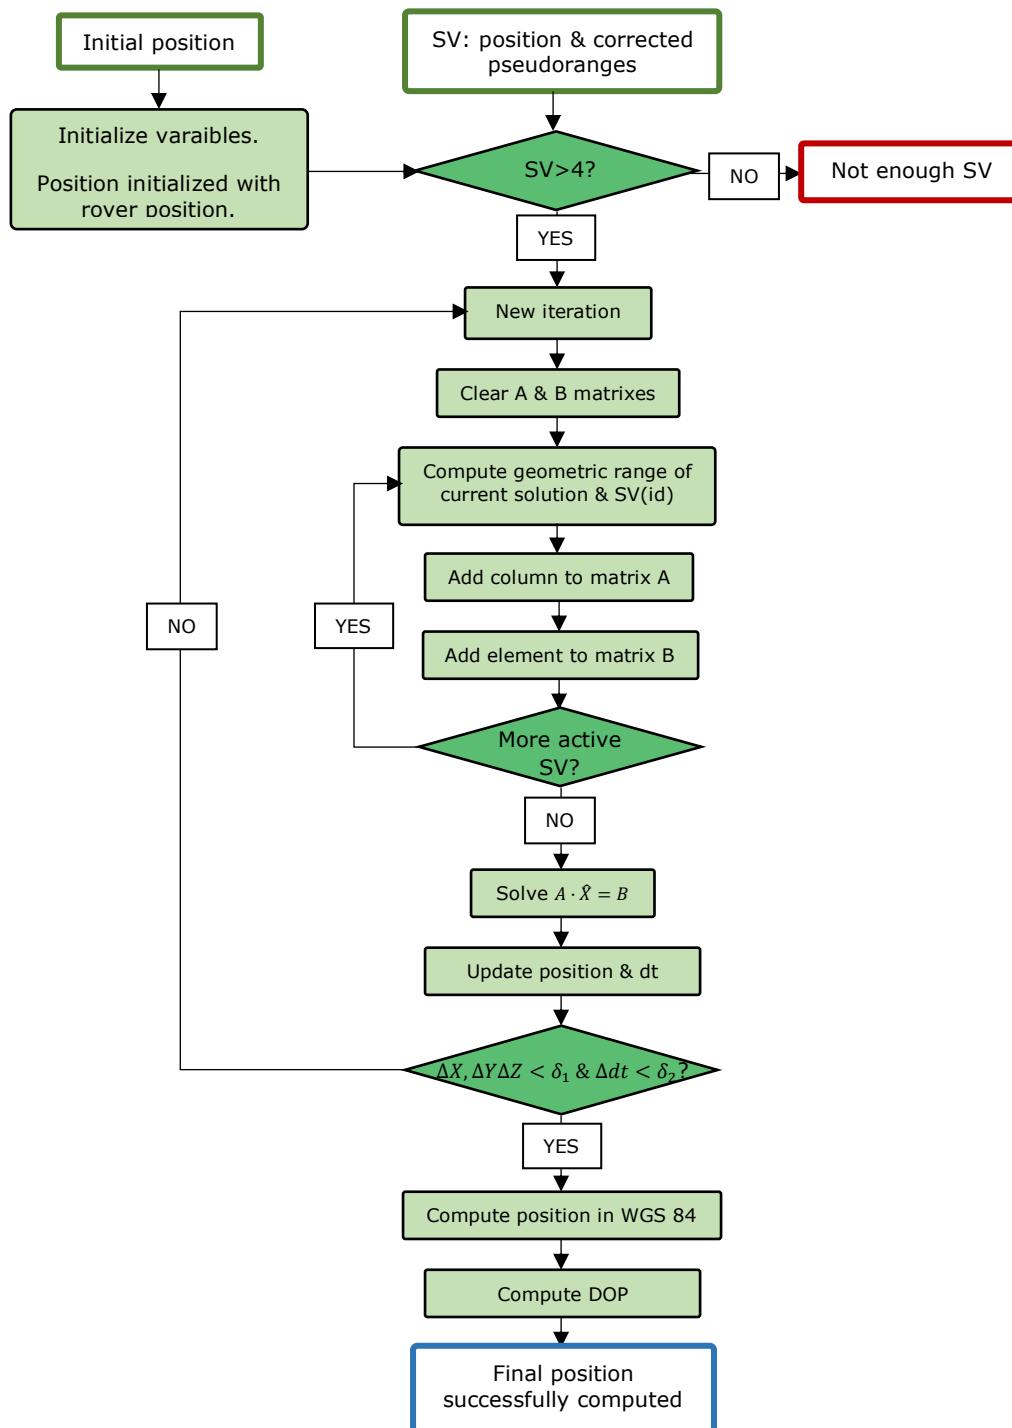 Initial position
SV: position & corrected
pseudoranges
Initialize varaibles.
Position initialized with
rover position.
SV>4?
NO
Not enough SV
YES
New iteration
Clear A & B matrixes
Compute geometric range of
current solution & SV(id)
Add column to matrix A
NO
YES
Add element to matrix B
More active
SV?
NO
Solve A · X̂ = B
Update position & dt
ΔX, ΔYΔZ < δ₁ & Δdt < δ₂?
YES
Compute position in WGS 84
Compute DOP
Final position
successfully computed